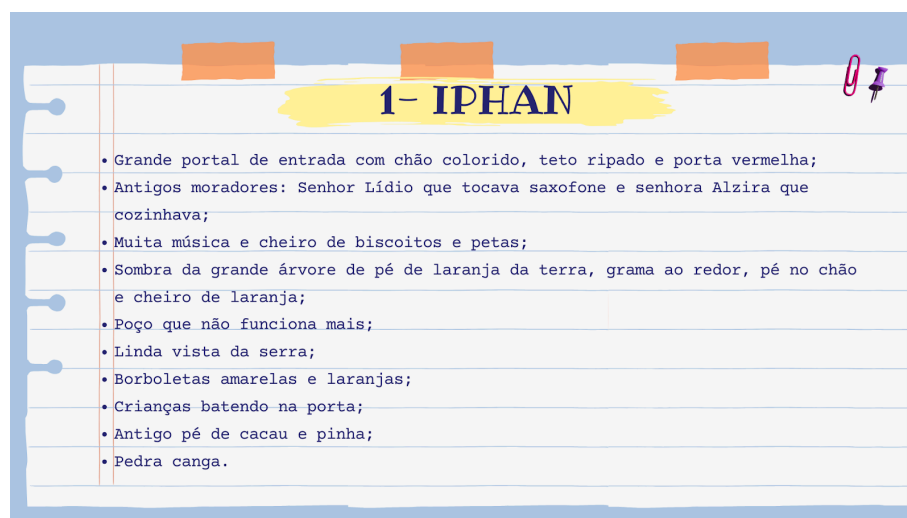 1- IPHAN
• Grande portal de entrada com chão colorido, teto ripado e porta vermelha;
• Antigos moradores: Senhor Lídio que tocava saxofone e senhora Alzira que
cozinhava;
• Muita música e cheiro de biscoitos e petas;
• Sombra da grande árvore de pé de laranja da terra, grama ao redor, pé no chão
e cheiro de laranja;
• Poço que não funciona mais;
• Linda vista da serra;
• Borboletas amarelas e laranjas;
• Crianças batendo na porta;
• Antigo pé de cacau e pinha;
• Pedra canga.